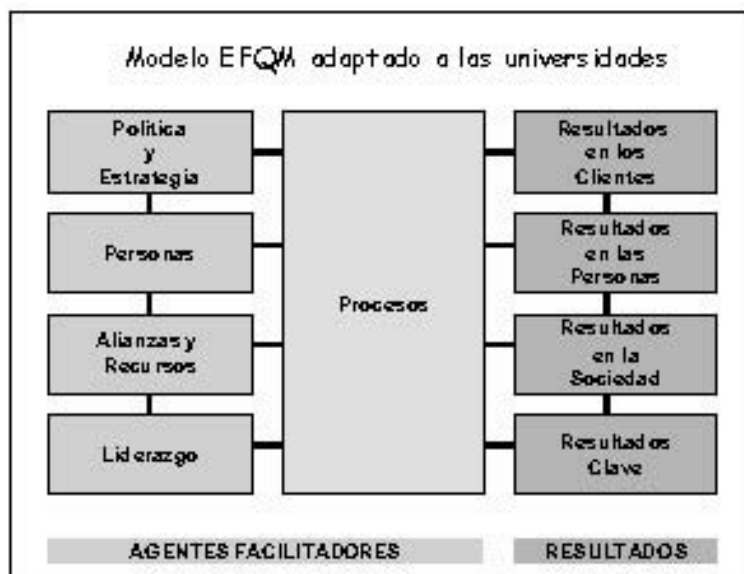 Modelo EFQM adaptado a las universidades
Política
y
Estrategia
Personas
Alianzas y
Recursos
Liderazgo
Procesos
Resultados
en los
Clientes
Resultados
en las
Personas
Resultados
en la
Sociedad
Resultados
Clave
AGENTES FACILITADORES
RESULTADOS